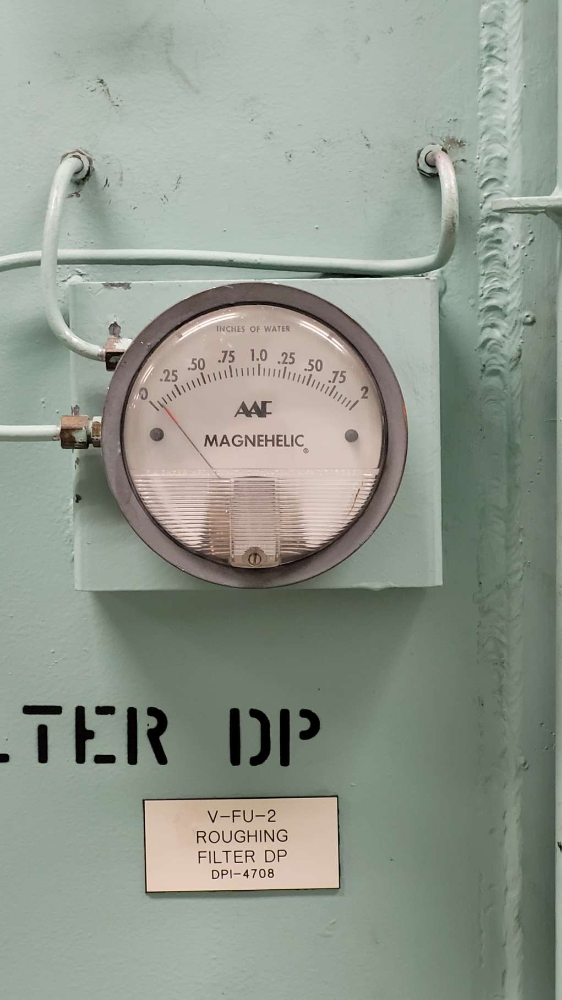 INCHES OF WATER
0 .25 .50 .75 1.0 .25 .50 .75 2
AAF
MAGNEHELIC®
LTER DP
V-FU-2
ROUGHING
FILTER DP
DPI-4708